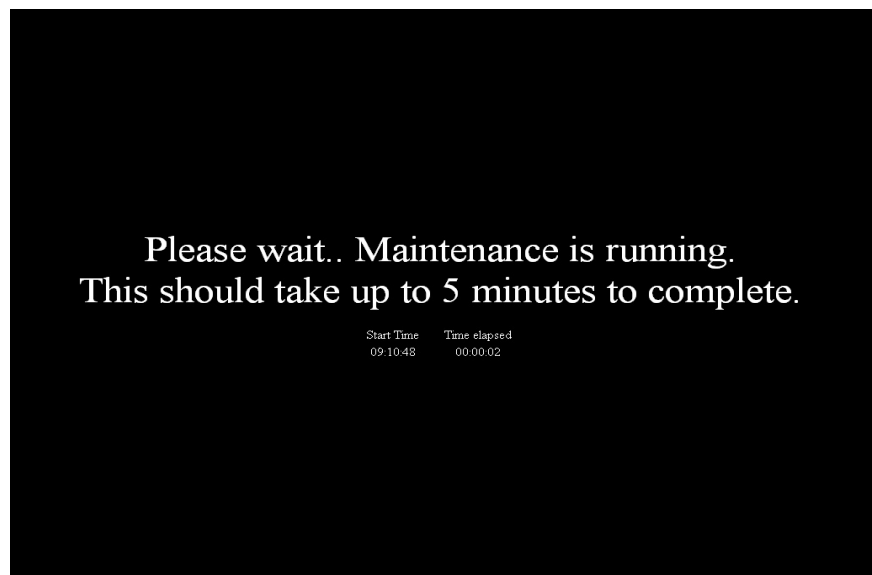 Please wait.. Maintenance is running.
This should take up to 5 minutes to complete.
Start Time Time elapsed
09:10:48 00:00:02